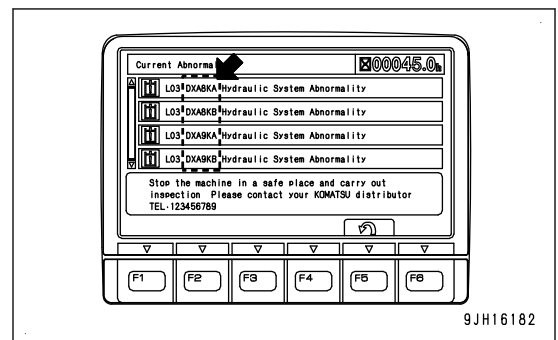 Current Abnorma
00045.0h
L03 DXA8KA Hydraulic System Abnormality
L03 DXA8KB Hydraulic System Abnormality
L03 DXA9KA Hydraulic System Abnormality
L03 DXA9KB Hydraulic System Abnormality
Stop the machine in a safe place and carry out
inspection Please contact your KOMATSU distributor
TEL·123456789
F1 F2 F3 F4 F5 F6
9JH16182